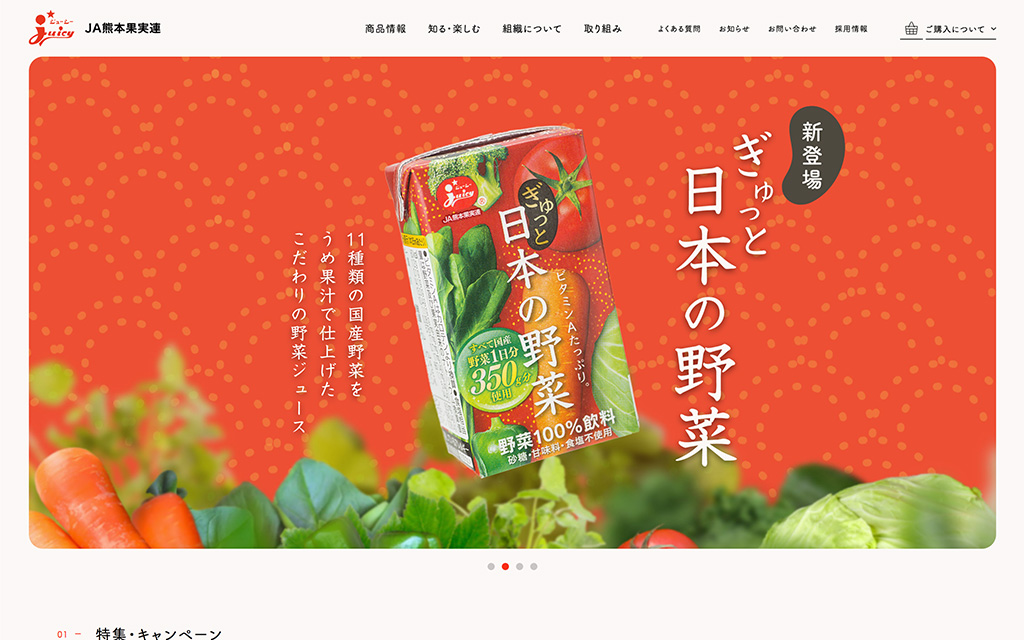 ジューシー
juicy
JA熊本果実連
商品情報
知る・楽しむ
組織について
取り組み
よくある質問
お知らせ
お問い合わせ
採用情報
ご購入について
新登場
ぎゅっと
日本の野菜
11種類の国産野菜を
うめ果汁で仕上げた
こだわりの野菜ジュース
ジューシー
juicy
JA熊本果実連
ぎゅっと
日本の野菜
ビタミンAたっぷり。
すべて国産
野菜1日分
350g分
使用
野菜100%飲料
砂糖・甘味料・食塩不使用
01
特集・キャンペーン